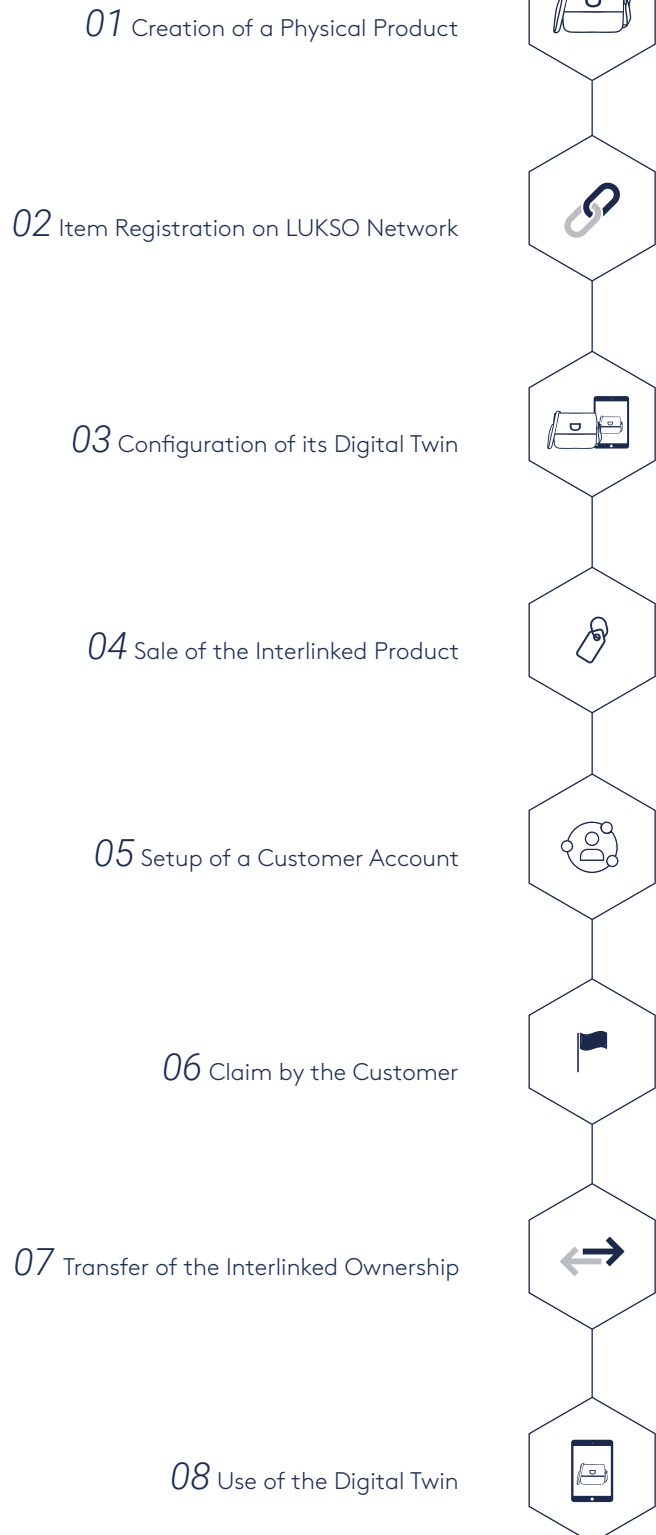 01 Creation of a Physical Product
02 Item Registration on LUKSO Network
03 Configuration of its Digital Twin
04 Sale of the Interlinked Product
05 Setup of a Customer Account
06 Claim by the Customer
07 Transfer of the Interlinked Ownership
08 Use of the Digital Twin